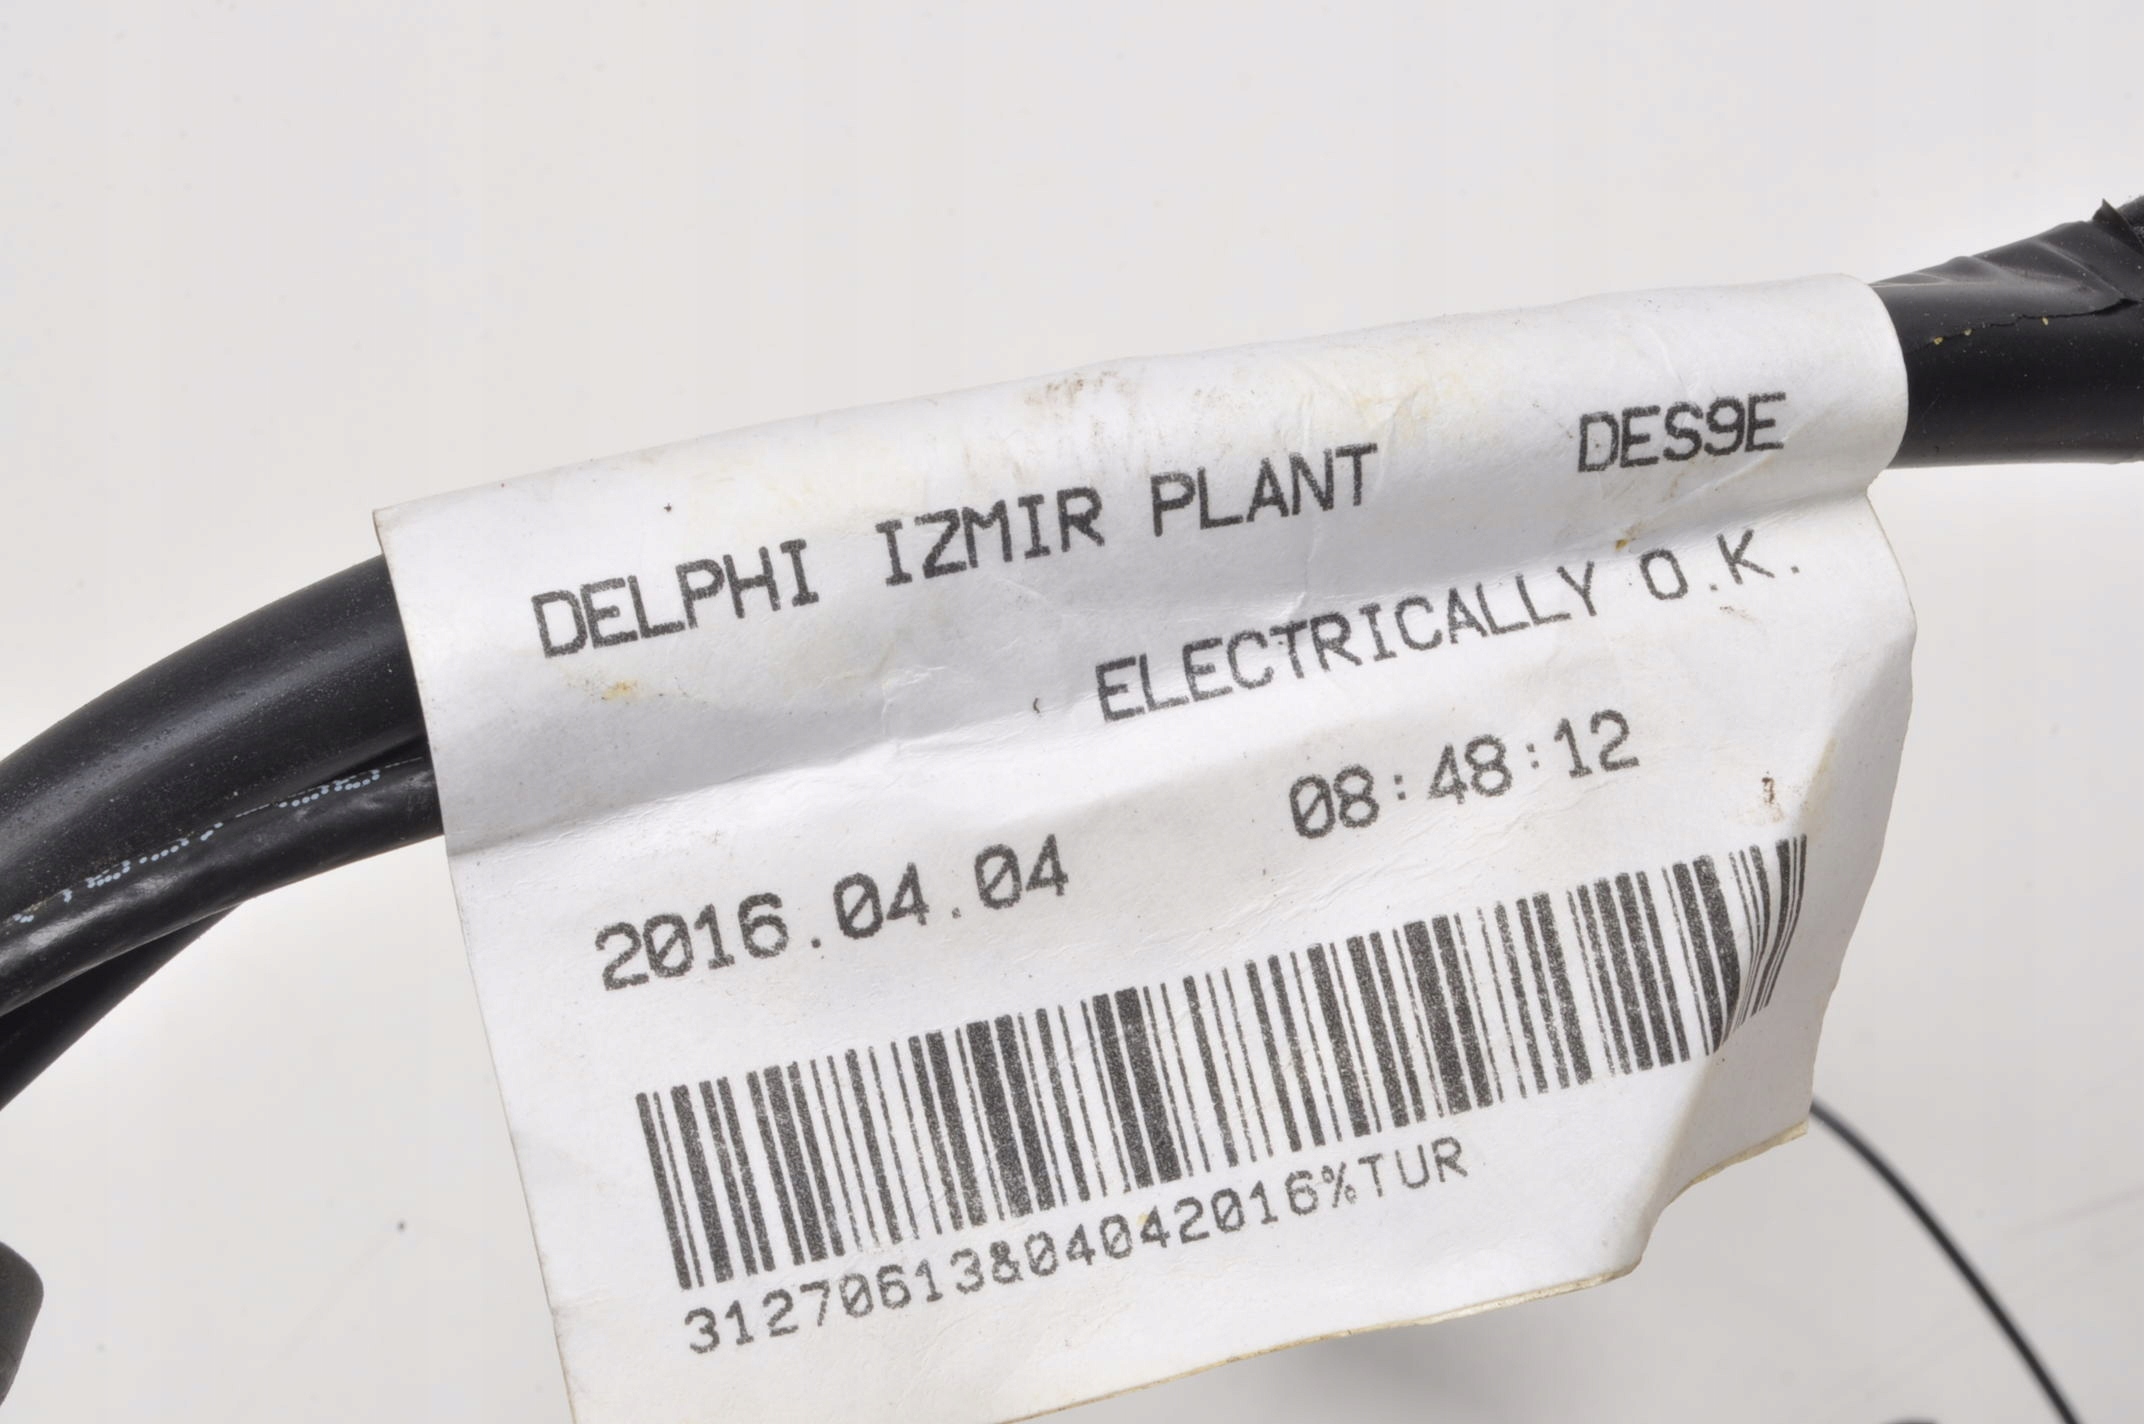 DELPHI IZMIR PLANT DES9E
ELECTRICALLY O.K.
2016.04.04 08:48:12
31270613&04042016%TUR